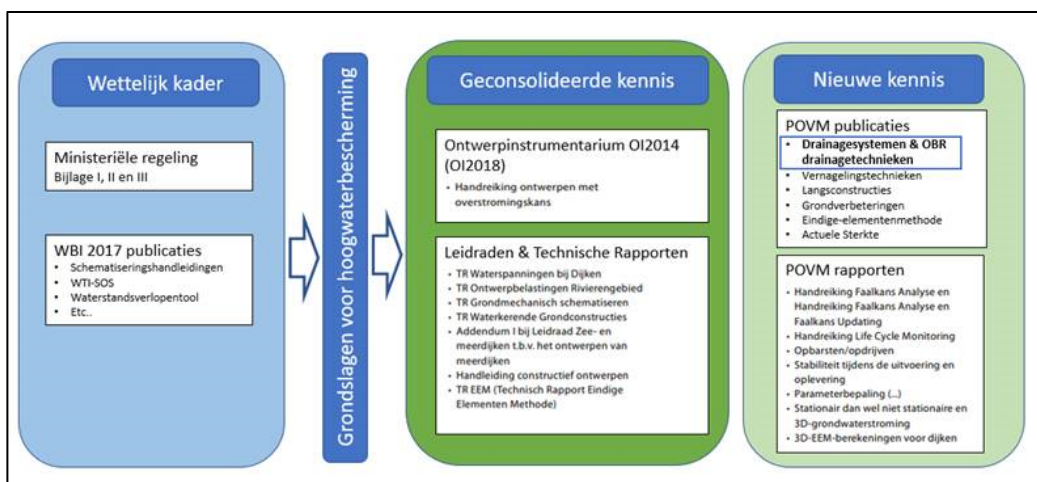 Wettelijk kader
Ministeriële regeling
Bijlage I, II en III
WBI 2017 publicaties
• Schematiseringshandleidingen
• WTI-SOS
• Waterstandsverlopentool
• Etc..
Grondslagen voor hoogwaterbescherming
Geconsolideerde kennis
Ontwerpinstrumentarium OI2014
(OI2018)
• Handreiking ontwerpen met
overstromingskans
Leidraden & Technische Rapporten
• TR Waterspanningen bij Dijken
• TR Ontwerpbelastingen Rivierengebied
• TR Grondmechanisch schematiseren
• TR Waterkerende Grondconstructies
• Addendum I bij Leidraad Zee- en
meerdijken t.b.v. het ontwerpen van
meerdijken
• Handleiding constructief ontwerpen
• TR EEM (Technisch Rapport Eindige
Elementen Methode)
Nieuwe kennis
POVM publicaties
• Drainagesystemen & OBR
drainagetechnieken
• Vernagelingstechnieken
• Langsconstructies
• Grondverbeteringen
• Eindige-elementenmethode
• Actuele Sterkte
POVM rapporten
• Handreiking Faalkans Analyse en
Handreiking Faalkans Analyse en
Faalkans Updating
• Handreiking Life Cycle Monitoring
• Opbarsten/opdrijven
• Stabiliteit tijdens de uitvoering en
oplevering
• Parameterbepaling (...)
• Stationair dan wel niet stationaire en
3D-grondwaterstroming
• 3D-EEM-berekeningen voor dijken